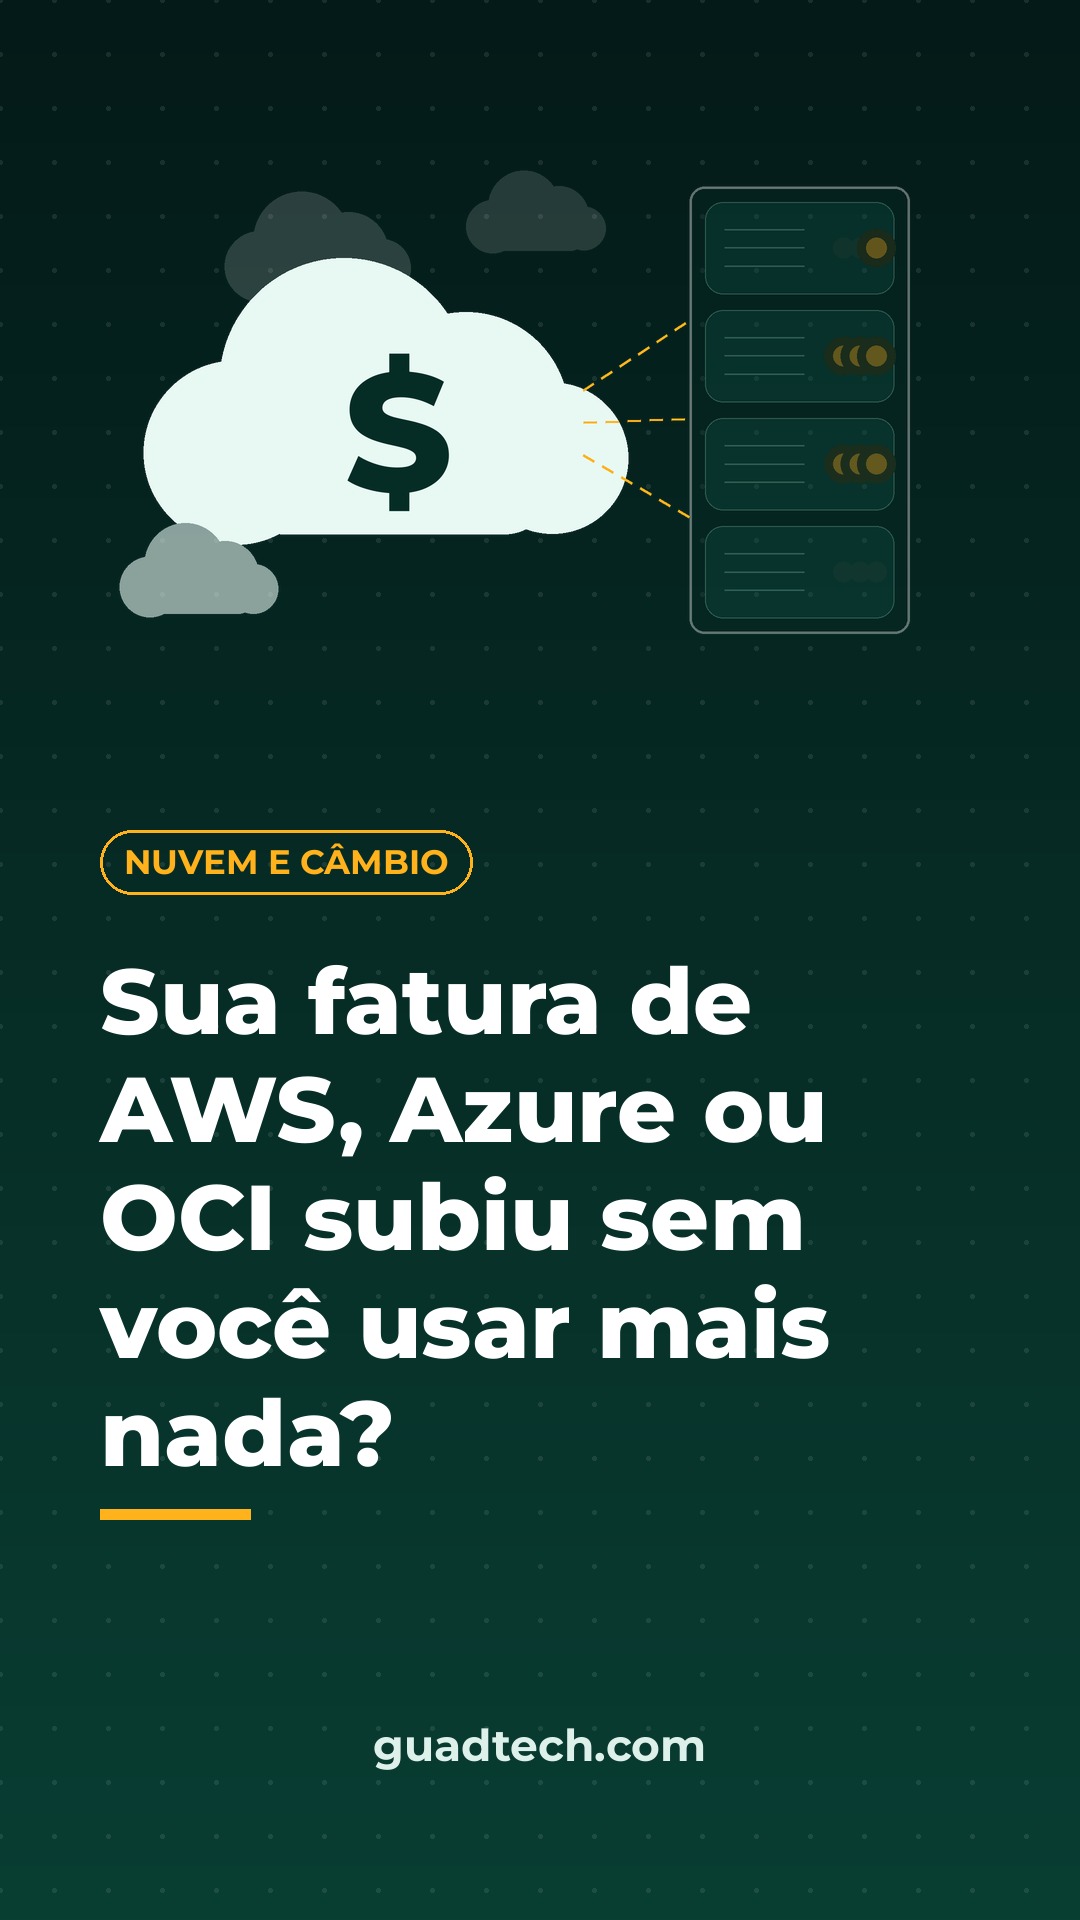 $
NUVEM E CÂMBIO
Sua fatura de
AWS, Azure ou
OCI subiu sem
você usar mais
nada?
guadtech.com